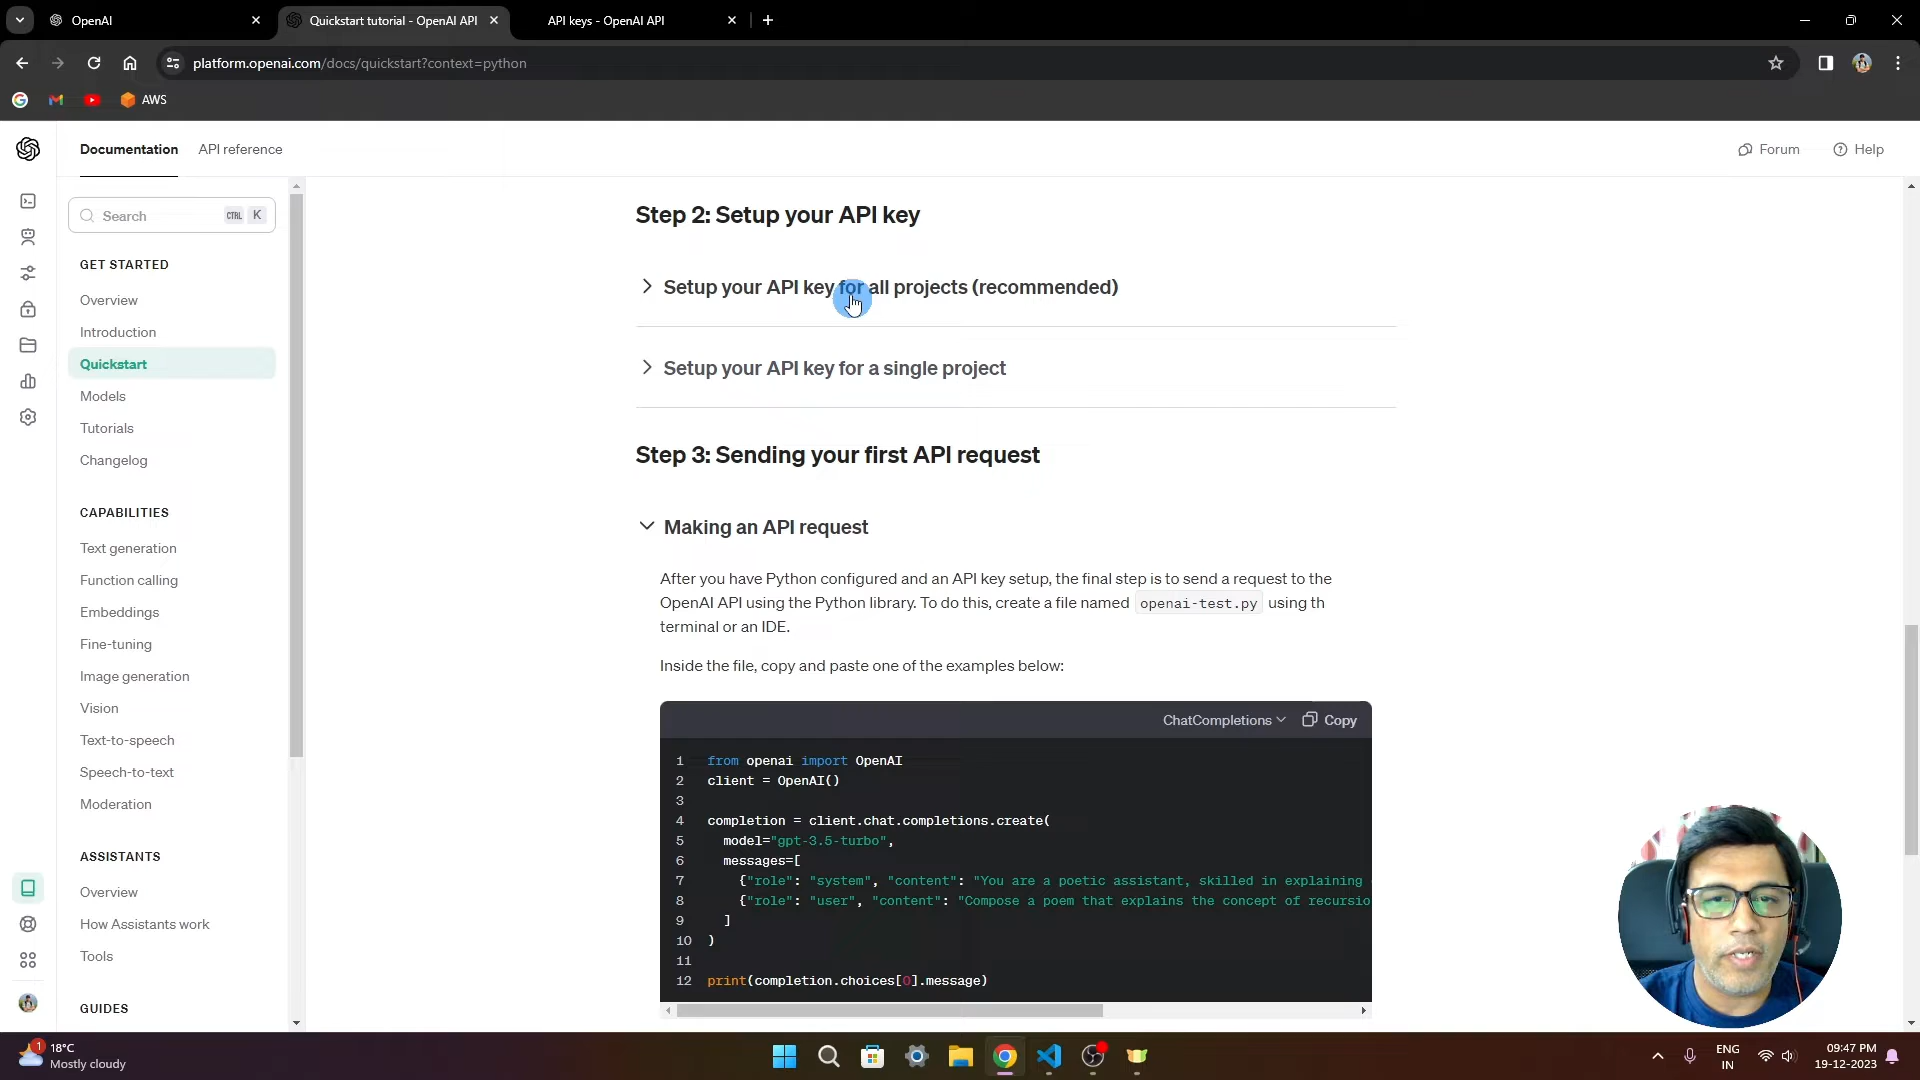 OpenAI
Quickstart tutorial - OpenAI API
API keys - OpenAI API
platform.openai.com/docs/quickstart?context=python
AWS
Documentation
API reference
Forum
Help
Search
CTRL K
GET STARTED
Overview
Introduction
Quickstart
Models
Tutorials
Changelog
CAPABILITIES
Text generation
Function calling
Embeddings
Fine-tuning
Image generation
Vision
Text-to-speech
Speech-to-text
Moderation
ASSISTANTS
Overview
How Assistants work
Tools
GUIDES
Step 2: Setup your API key
Setup your API key for all projects (recommended)
Setup your API key for a single project
Step 3: Sending your first API request
Making an API request
After you have Python configured and an API key setup, the final step is to send a request to the
OpenAI API using the Python library. To do this, create a file named openai-test.py using th
terminal or an IDE.
Inside the file, copy and paste one of the examples below:
ChatCompletions
Copy
1 from openai import OpenAI
2 client = OpenAI()
3
4 completion = client.chat.completions.create(
5 model="gpt-3.5-turbo",
6 messages=[
7 {"role": "system", "content": "You are a poetic assistant, skilled in explaining
8 {"role": "user", "content": "Compose a poem that explains the concept of recursio
9 ]
10 )
11
12 print(completion.choices[0].message)
1
18°C
Mostly cloudy
ENG
IN
09:47 PM
19-12-2023